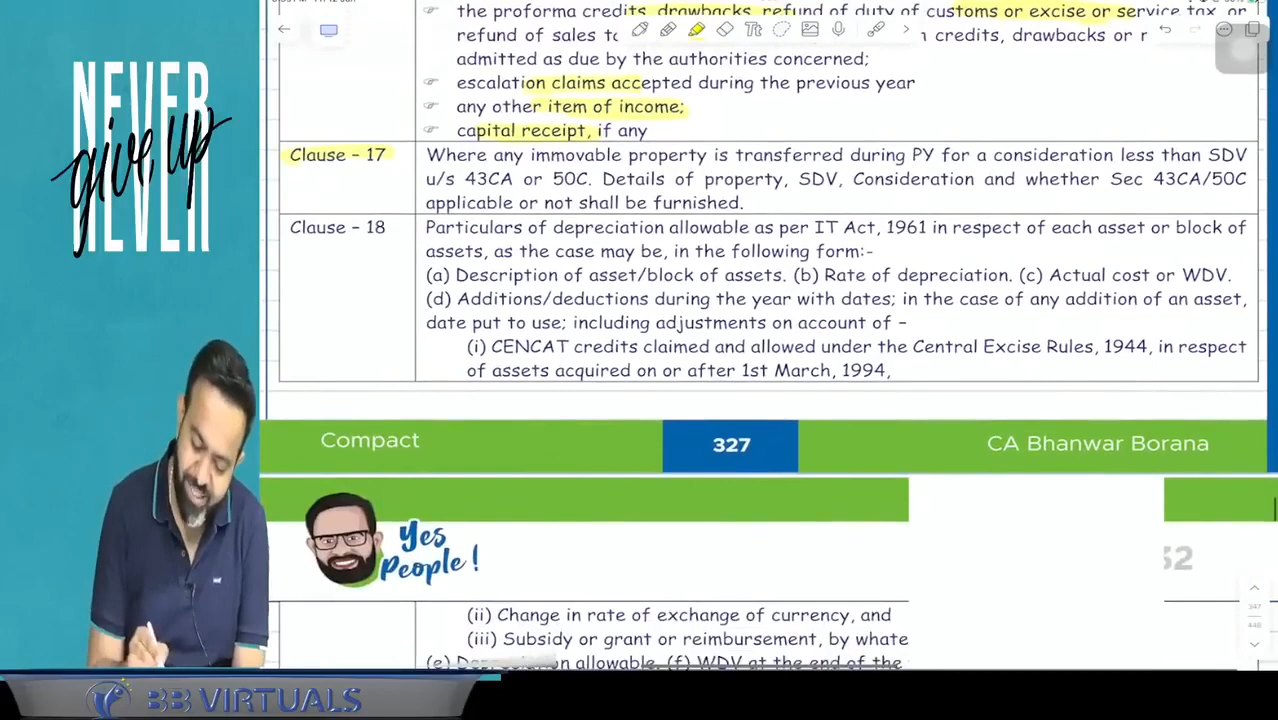 the proforma credits, drawbacks, refund of duty of customs or excise or service tax, or
refund of sales credits, drawbacks or
admitted as due by the authorities concerned;
escalation claims accepted during the previous year
any other item of income;
capital receipt, if any
NEVER
give up
NEVER
Clause – 17
Where any immovable property is transferred during PY for a consideration less than SDV
u/s 43CA or 50C. Details of property, SDV, Consideration and whether Sec 43CA/50C
applicable or not shall be furnished.
Clause – 18
Particulars of depreciation allowable as per IT Act, 1961 in respect of each asset or block of
assets, as the case may be, in the following form:-
(a) Description of asset/block of assets. (b) Rate of depreciation. (c) Actual cost or WDV.
(d) Additions/deductions during the year with dates; in the case of any addition of an asset,
date put to use; including adjustments on account of –
(i) CENCAT credits claimed and allowed under the Central Excise Rules, 1944, in respect
of assets acquired on or after 1st March, 1994,
Compact
327
CA Bhanwar Borana
Yes
People!
(ii) Change in rate of exchange of currency, and
(iii) Subsidy or grant or reimbursement, by
allowable. (f) WDV at the end of the
347
448
BB VIRTUALS